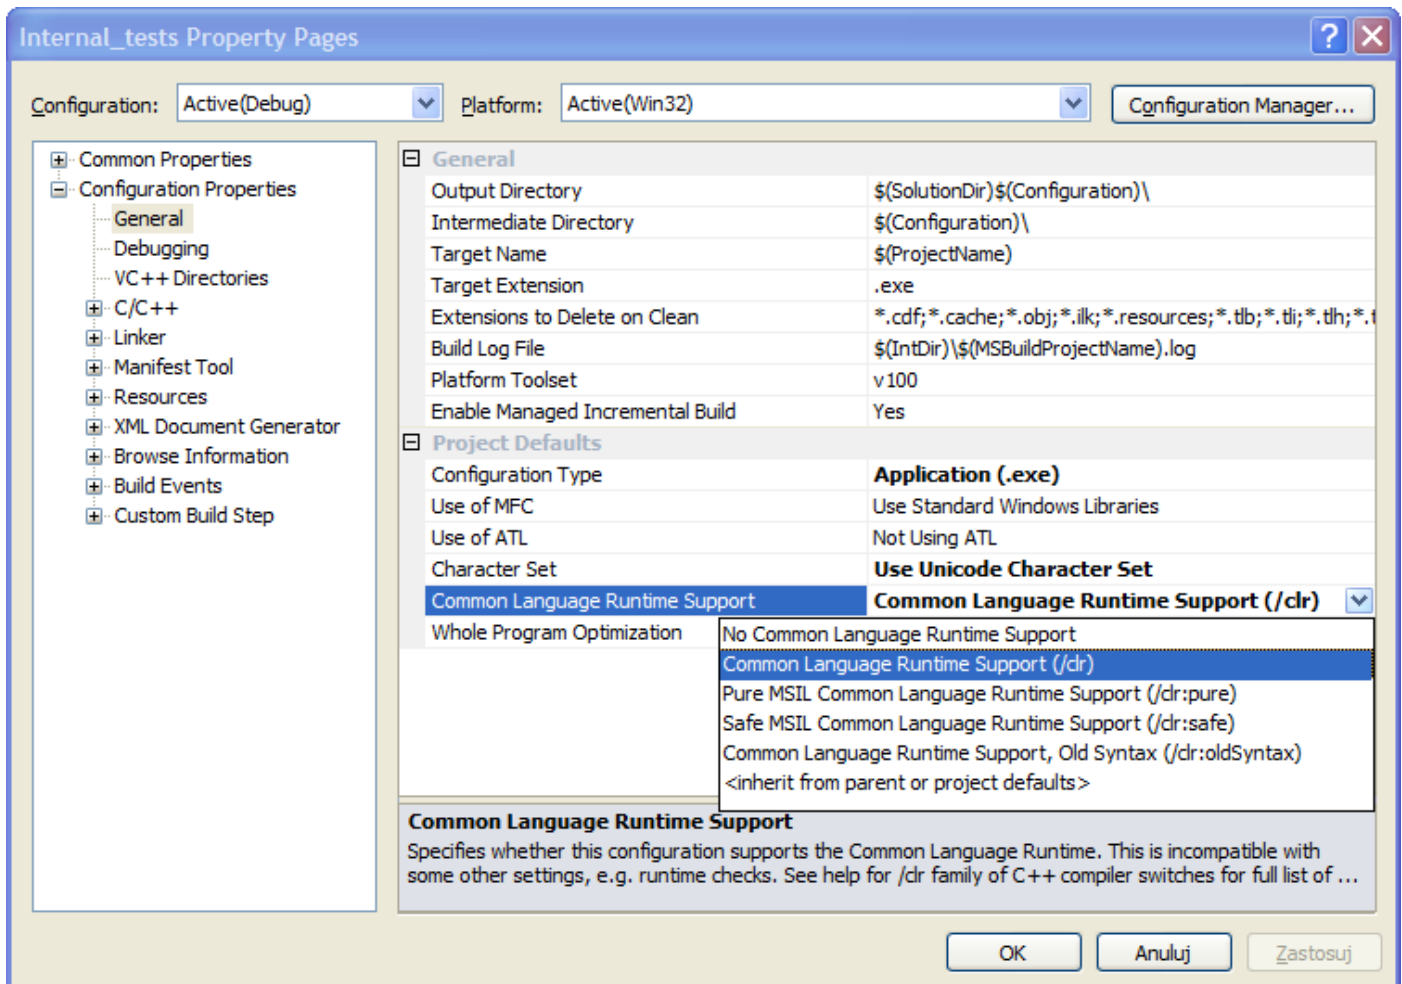 Internal_tests Property Pages
Configuration: Active(Debug) Platform: Active(Win32) Configuration Manager...
Common Properties
Configuration Properties
General
Debugging
VC++ Directories
C/C++
Linker
Manifest Tool
Resources
XML Document Generator
Browse Information
Build Events
Custom Build Step
General
Output Directory $(SolutionDir)$(Configuration)\
Intermediate Directory $(Configuration)\
Target Name $(ProjectName)
Target Extension .exe
Extensions to Delete on Clean *.cdf;*.cache;*.obj;*.ilk;*.resources;*.tlb;*.tli;*.tlh;*.t
Build Log File $(IntDir)\$(MSBuildProjectName).log
Platform Toolset v100
Enable Managed Incremental Build Yes
Project Defaults
Configuration Type Application (.exe)
Use of MFC Use Standard Windows Libraries
Use of ATL Not Using ATL
Character Set Use Unicode Character Set
Common Language Runtime Support Common Language Runtime Support (/clr)
Whole Program Optimization
No Common Language Runtime Support
Common Language Runtime Support (/clr)
Pure MSIL Common Language Runtime Support (/clr:pure)
Safe MSIL Common Language Runtime Support (/clr:safe)
Common Language Runtime Support, Old Syntax (/clr:oldSyntax)
<inherit from parent or project defaults>
Common Language Runtime Support
Specifies whether this configuration supports the Common Language Runtime. This is incompatible with
some other settings, e.g. runtime checks. See help for /clr family of C++ compiler switches for full list of ...
OK Anuluj Zastosuj